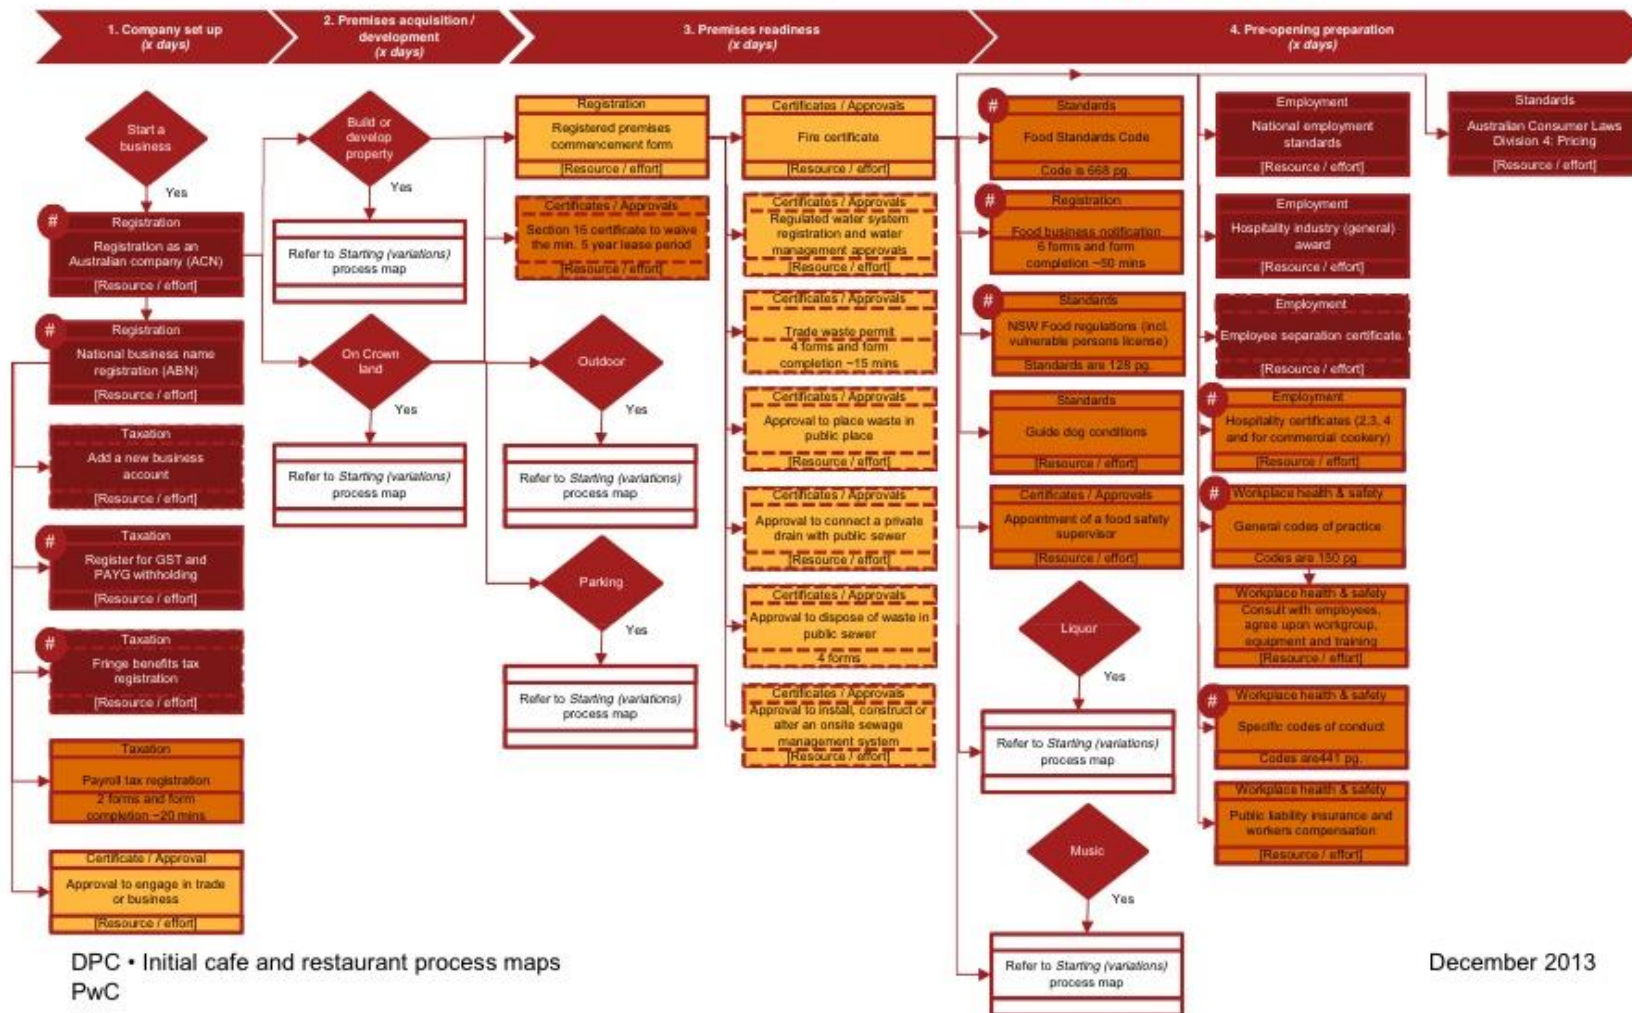 1. Company set up
(x days)
2. Premises acquisition /
development
(x days)
3. Premises readiness
(x days)
4. Pre-opening preparation
(x days)
Start a
business
Yes
#
Registration
Registration as an
Australian company (ACN)
[Resource / effort]
#
Registration
National business name
registration (ABN)
[Resource / effort]
Taxation
Add a new business
account
[Resource / effort]
#
Taxation
Register for GST and
PAYG withholding
[Resource / effort]
#
Taxation
Fringe benefits tax
registration
[Resource / effort]
Taxation
Payroll tax registration
2 forms and form
completion ~20 mins
Certificate / Approval
Approval to engage in trade
or business
[Resource / effort]
Build or
develop
property
Yes
Refer to Starting (variations)
process map
On Crown
land
Yes
Refer to Starting (variations)
process map
Registration
Registered premises
commencement form
[Resource / effort]
Certificates / Approvals
Section 16 certificate to waive
the min. 5 year lease period
[Resource / effort]
Outdoor
Yes
Refer to Starting (variations)
process map
Parking
Yes
Refer to Starting (variations)
process map
Certificates / Approvals
Fire certificate
[Resource / effort]
Certificates / Approvals
Regulated water system
registration and water
management approvals
[Resource / effort]
Certificates / Approvals
Trade waste permit
4 forms and form
completion ~15 mins
Certificates / Approvals
Approval to place waste in
public place
[Resource / effort]
Certificates / Approvals
Approval to connect a private
drain with public sewer
[Resource / effort]
Certificates / Approvals
Approval to dispose of waste in
public sewer
4 forms
Certificates / Approvals
Approval to install, construct or
alter an onsite sewage
management system
[Resource / effort]
#
Standards
Food Standards Code
Code is 668 pg.
#
Registration
Food business notification
6 forms and form
completion ~50 mins
#
Standards
NSW Food regulations (incl.
vulnerable persons license)
Standards are 128 pg.
Standards
Guide dog conditions
[Resource / effort]
Certificates / Approvals
Appointment of a food safety
supervisor
[Resource / effort]
Liquor
Yes
Refer to Starting (variations)
process map
Music
Yes
Refer to Starting (variations)
process map
Employment
National employment
standards
[Resource / effort]
Employment
Hospitality industry (general)
award
[Resource / effort]
Employment
Employee separation certificate.
[Resource / effort]
#
Employment
Hospitality certificates (2,3, 4
and for commercial cookery)
[Resource / effort]
#
Workplace health & safety
General codes of practice
Codes are 150 pg.
Workplace health & safety
Consult with employees,
agree upon workgroup,
equipment and training
[Resource / effort]
#
Workplace health & safety
Specific codes of conduct
Codes are441 pg.
Workplace health & safety
Public liability insurance and
workers compensation
[Resource / effort]
Standards
Australian Consumer Laws
Division 4: Pricing
[Resource / effort]
DPC • Initial cafe and restaurant process maps
PwC
December 2013